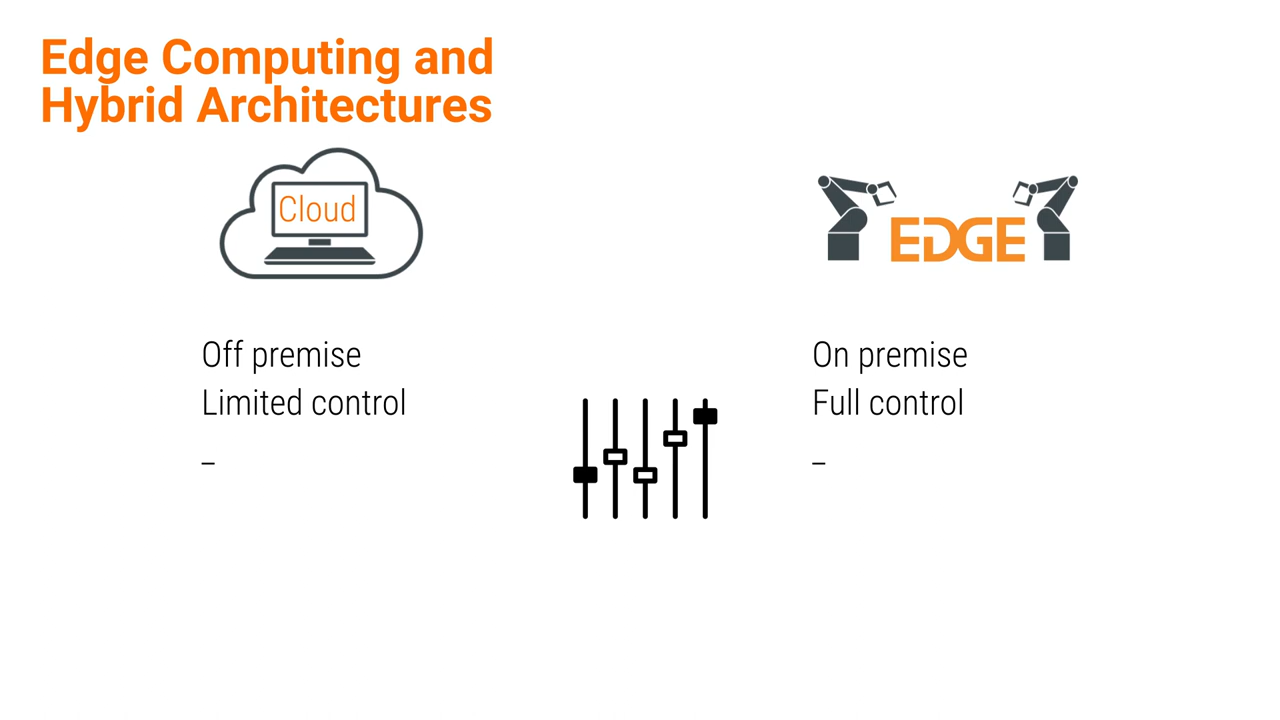 Edge Computing and
Hybrid Architectures
Cloud
EDGE
Off premise
Limited control
_
On premise
Full control
_